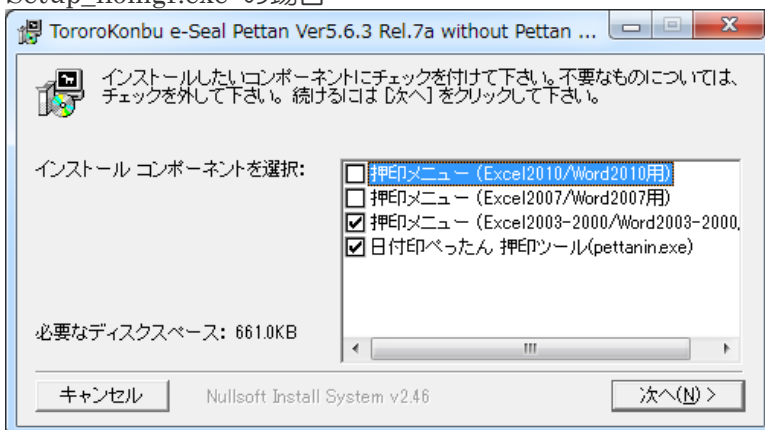 TororoKonbu e-Seal Pettan Ver5.6.3 Rel.7a without Pettan ...
インストールしたいコンポーネントにチェックを付けて下さい。不要なものについては、
チェックを外して下さい。続けるには [次へ] をクリックして下さい。
インストール コンポーネントを選択:
押印メニュー (Excel2010/Word2010用)
押印メニュー (Excel2007/Word2007用)
押印メニュー (Excel2003-2000/Word2003-2000,
日付印ぺったん 押印ツール(pettanin.exe)
必要なディスクスペース: 661.0KB
キャンセル
Nullsoft Install System v2.46
次へ(N) >